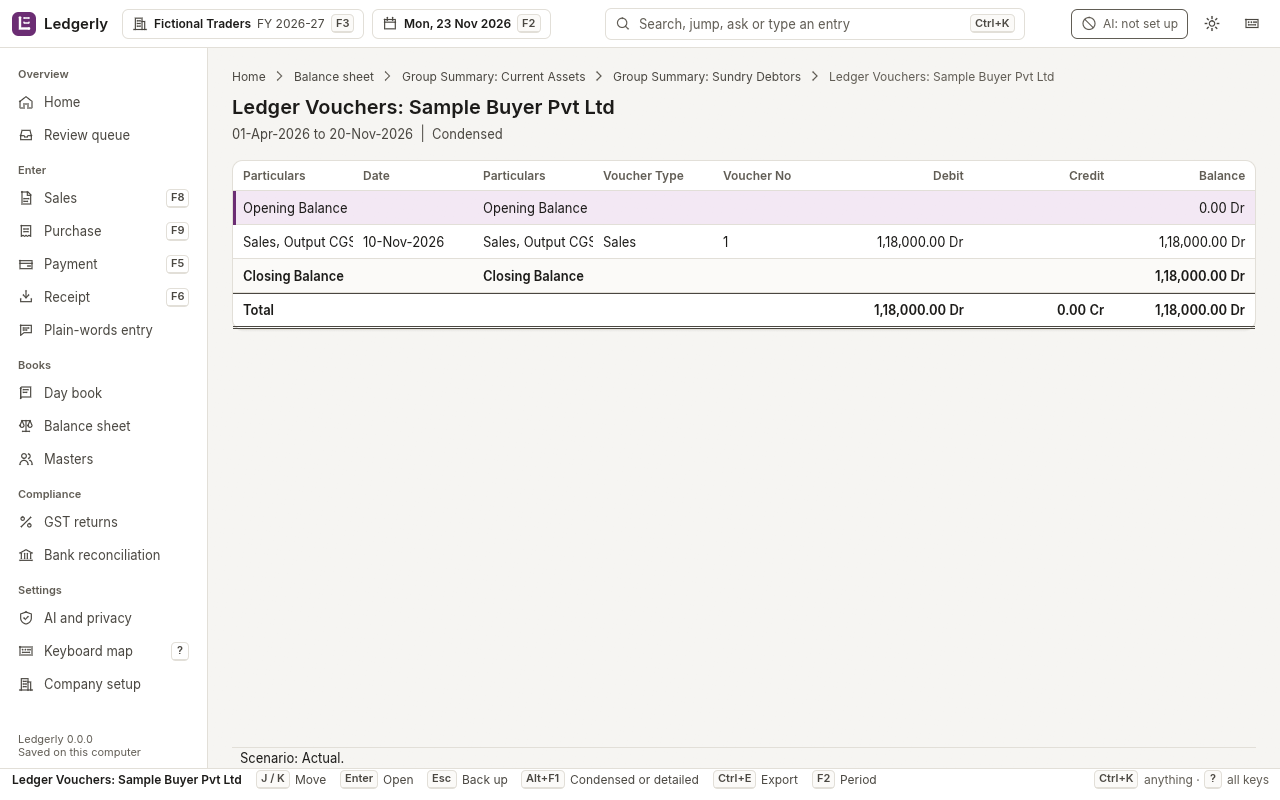 Ledgerly
Fictional Traders FY 2026-27 F3
Mon, 23 Nov 2026 F2
Search, jump, ask or type an entry Ctrl+K
AI: not set up
Overview
Home
Review queue
Enter
Sales F8
Purchase F9
Payment F5
Receipt F6
Plain-words entry
Books
Day book
Balance sheet
Masters
Compliance
GST returns
Bank reconciliation
Settings
AI and privacy
Keyboard map ?
Company setup
Ledgerly 0.0.0
Saved on this computer
Home > Balance sheet > Group Summary: Current Assets > Group Summary: Sundry Debtors > Ledger Vouchers: Sample Buyer Pvt Ltd
Ledger Vouchers: Sample Buyer Pvt Ltd
01-Apr-2026 to 20-Nov-2026 | Condensed
Particulars Date Particulars Voucher Type Voucher No Debit Credit Balance
Opening Balance Opening Balance 0.00 Dr
Sales, Output CGS 10-Nov-2026 Sales, Output CGS Sales 1 1,18,000.00 Dr 1,18,000.00 Dr
Closing Balance Closing Balance 1,18,000.00 Dr
Total 1,18,000.00 Dr 0.00 Cr 1,18,000.00 Dr
Scenario: Actual.
Ledger Vouchers: Sample Buyer Pvt Ltd J / K Move Enter Open Esc Back up Alt+F1 Condensed or detailed Ctrl+E Export F2 Period Ctrl+K anything · ? all keys